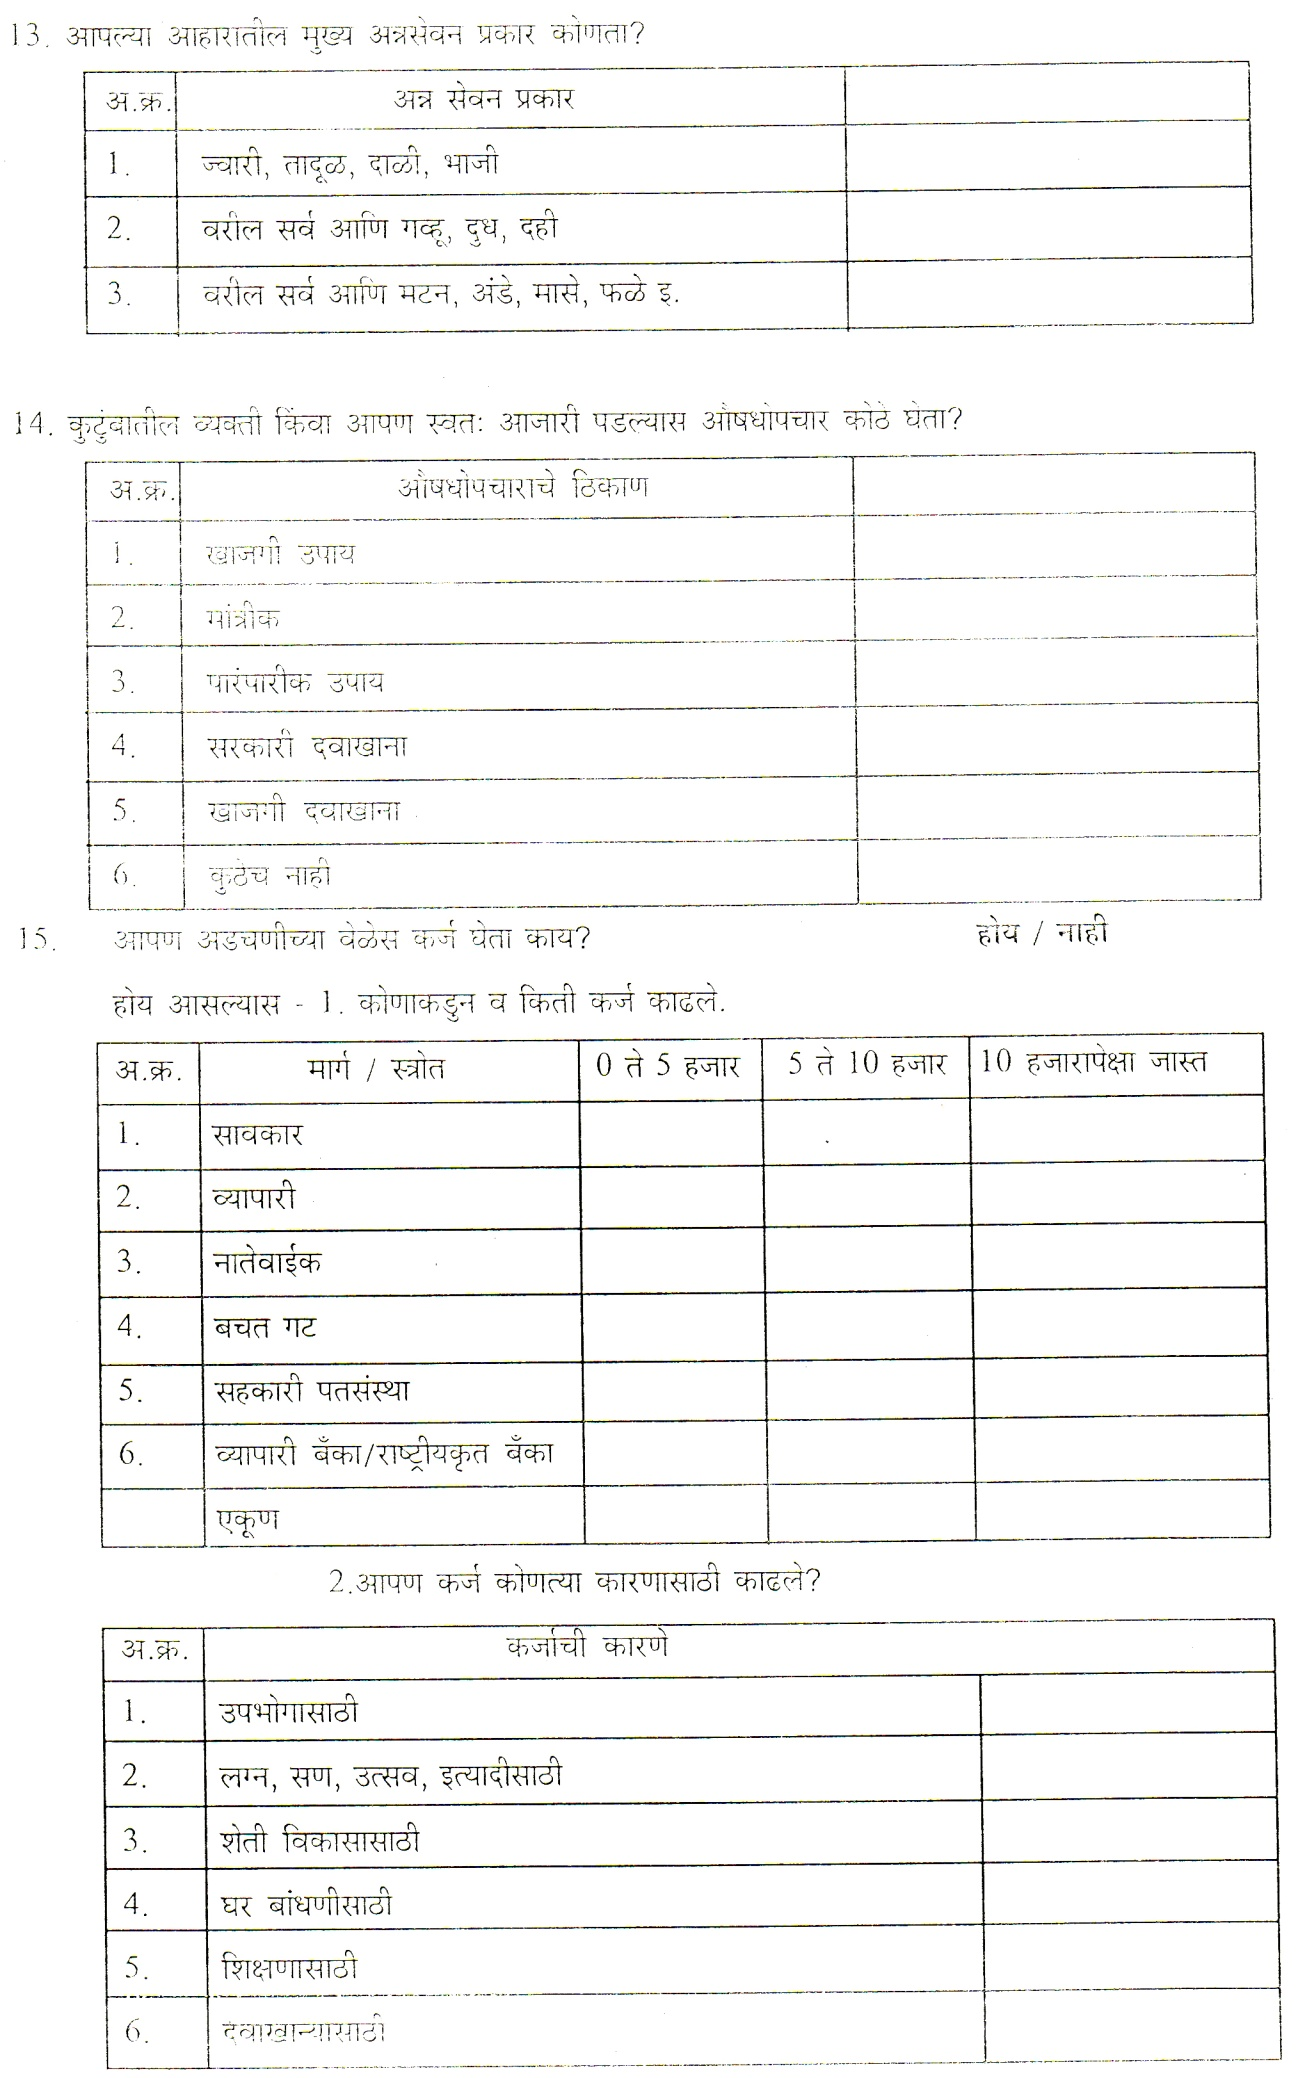 13. आपल्या आहारातील मुख्य अन्नसेवन प्रकार कोणता?
अ.क्र. अन्न सेवन प्रकार
1. ज्वारी, तादूळ, दाळी, भाजी
2. वरील सर्व आणि गव्हू, दुध, दही
3. वरील सर्व आणि मटन, अंडे, मासे, फळे इ.
14. कुटुंबातील व्यक्ती किंवा आपण स्वतः आजारी पडल्यास औषधोपचार कोठे घेता?
अ.क्र. औषधोपचाराचे ठिकाण
1. खाजगी उपाय
2. मांत्रीक
3. पारंपारीक उपाय
4. सरकारी दवाखाना
5. खाजगी दवाखाना
6. कुठेच नाही
15. आपण अडचणीच्या वेळेस कर्ज घेता काय? होय / नाही
होय आसल्यास - 1. कोणाकडुन व किती कर्ज काढले.
अ.क्र. मार्ग / स्त्रोत 0 ते 5 हजार 5 ते 10 हजार 10 हजारापेक्षा जास्त
1. सावकार
2. व्यापारी
3. नातेवाईक
4. बचत गट
5. सहकारी पतसंस्था
6. व्यापारी बँका/राष्ट्रीयकृत बँका
एकूण
2.आपण कर्ज कोणत्या कारणासाठी काढले?
अ.क्र. कर्जाची कारणे
1. उपभोगासाठी
2. लग्न, सण, उत्सव, इत्यादीसाठी
3. शेती विकासासाठी
4. घर बांधणीसाठी
5. शिक्षणासाठी
6. दवाखान्यासाठी